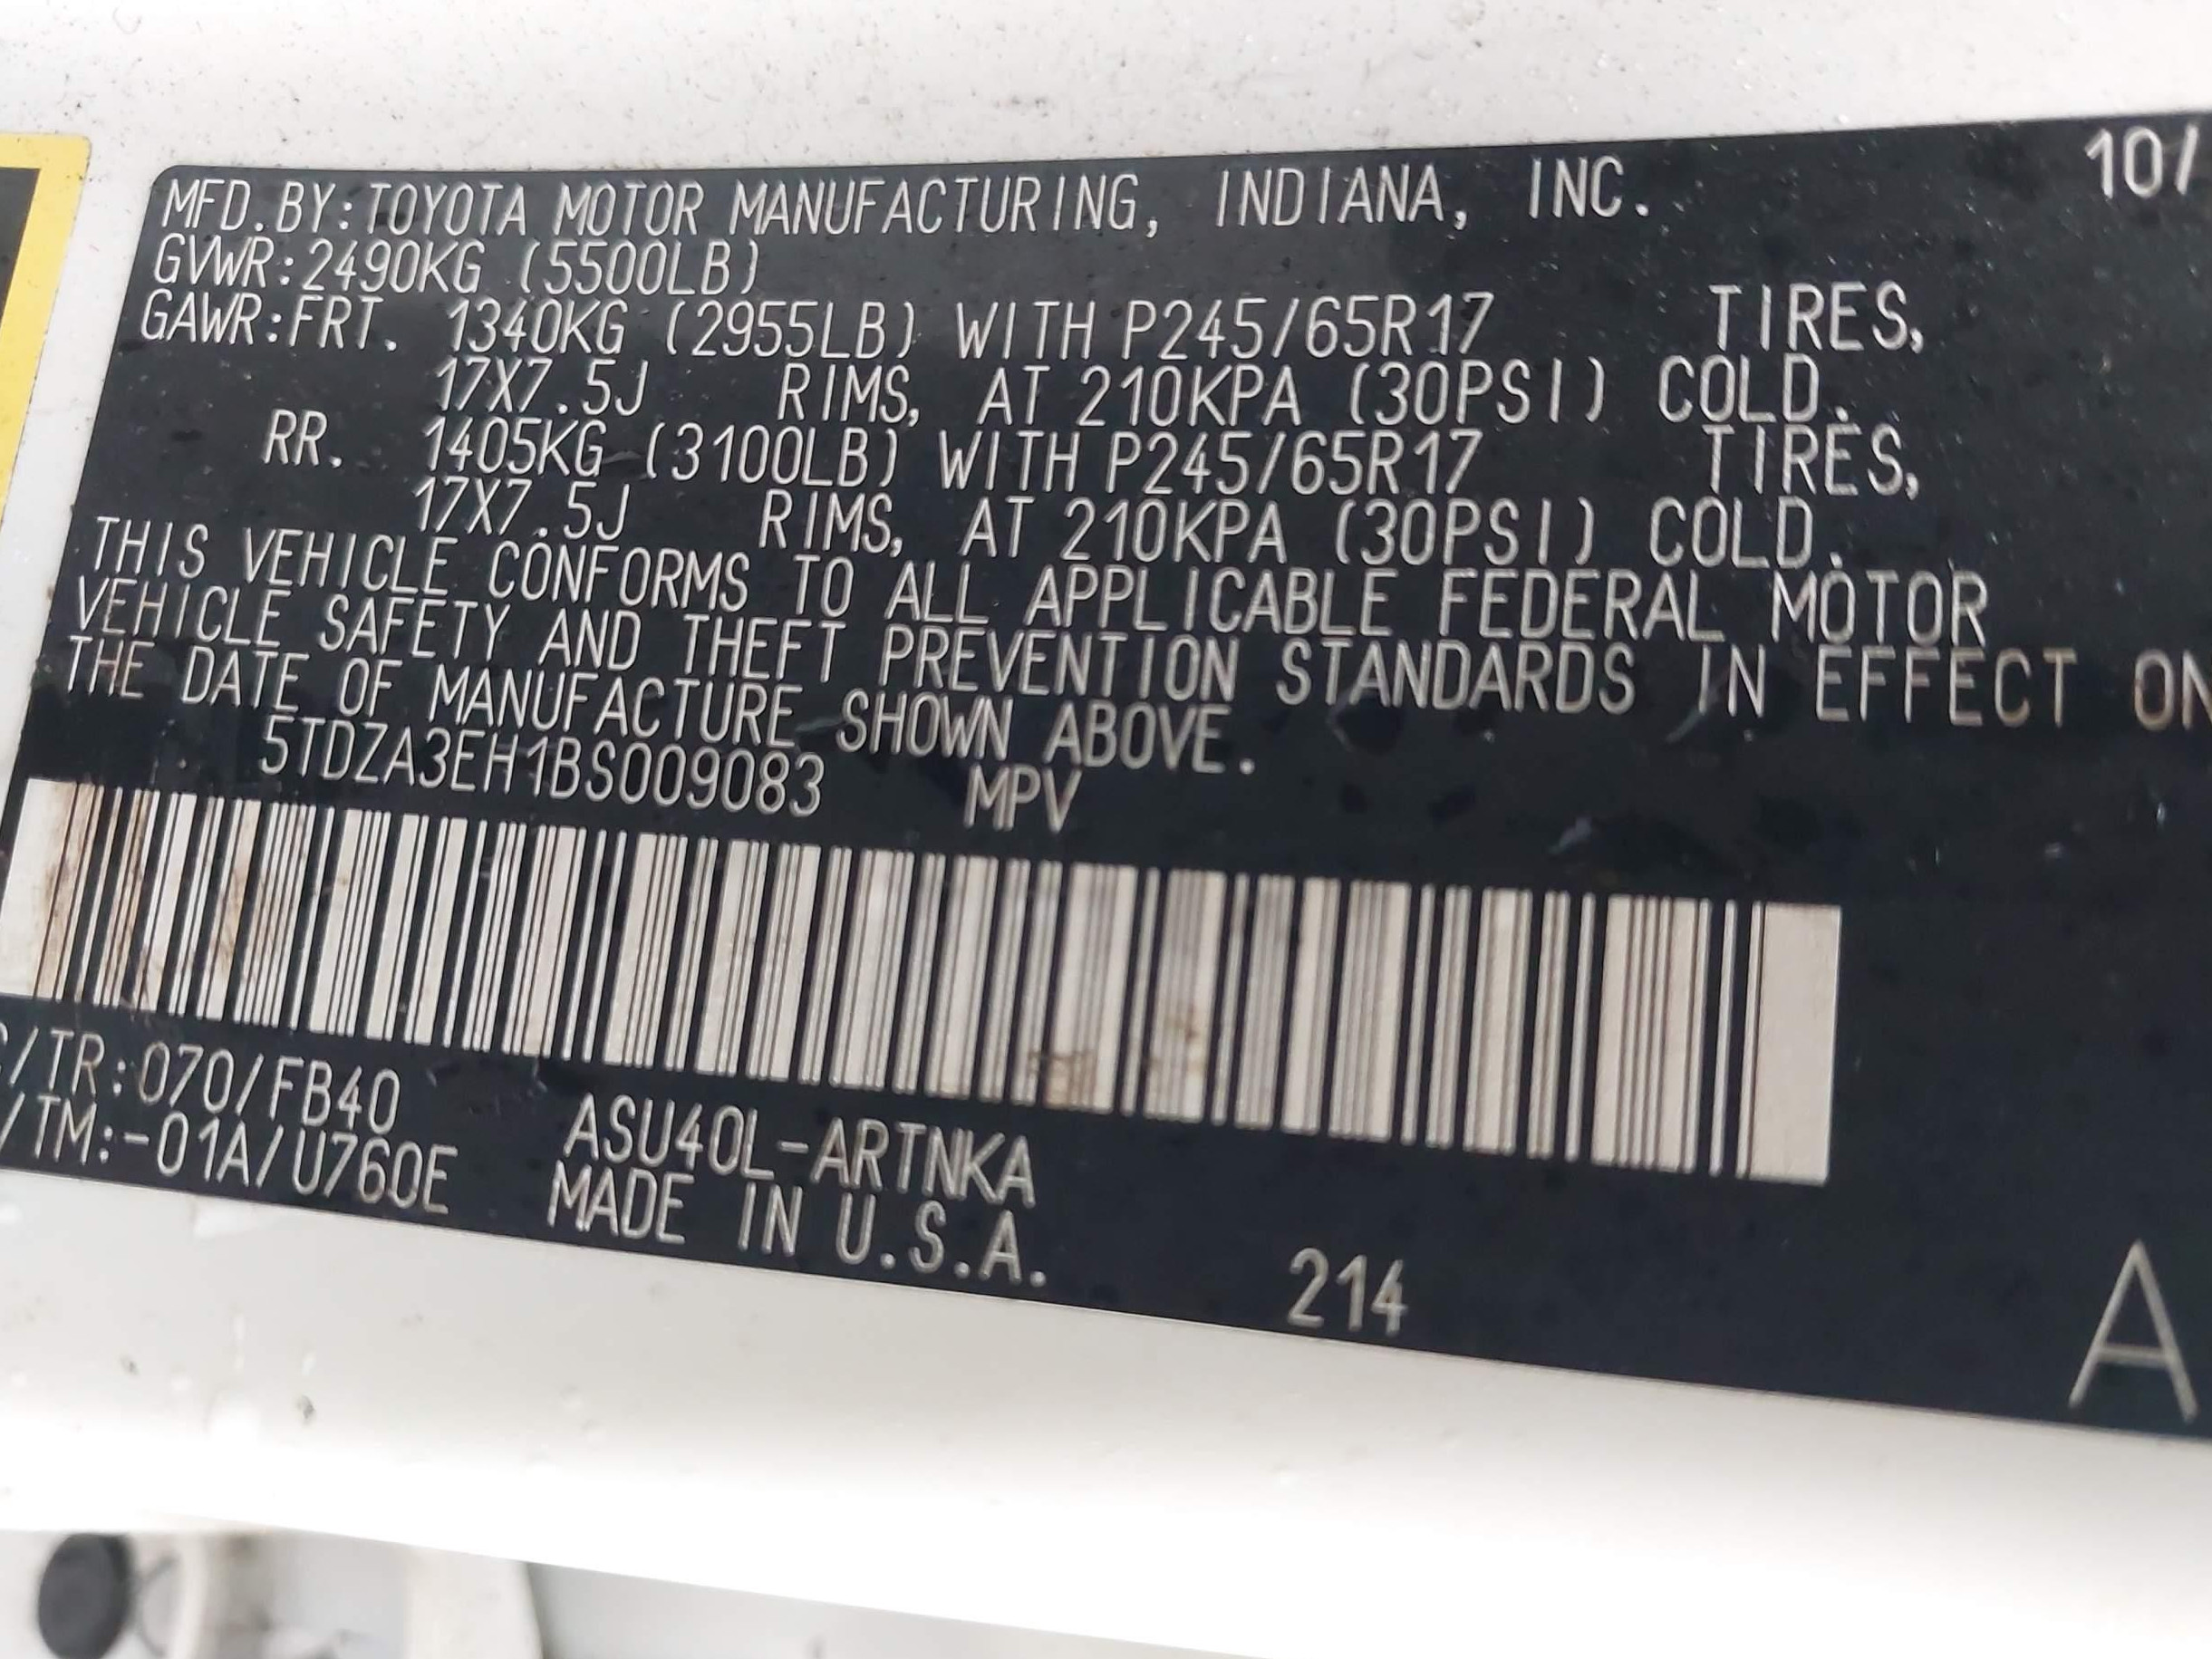 10/
MFD.BY:TOYOTA MOTOR MANUFACTURING, INDIANA, INC.
GVWR:2490KG (5500LB)
GAWR:FRT. 1340KG (2955LB) WITH P245/65R17 TIRES,
17X7.5J RIMS, AT 210KPA (30PSI) COLD.
RR. 1405KG (3100LB) WITH P245/65R17 TIRES,
17X7.5J RIMS, AT 210KPA (30PSI) COLD.
THIS VEHICLE CONFORMS TO ALL APPLICABLE FEDERAL MOTOR
VEHICLE SAFETY AND THEFT PREVENTION STANDARDS IN EFFECT ON
THE DATE OF MANUFACTURE SHOWN ABOVE.
5TDZA3EH1BS009083 MPV
/TR:070/FB40 ASU40L-ARTNKA
/TM:-01A/U760E MADE IN U.S.A.
214
A